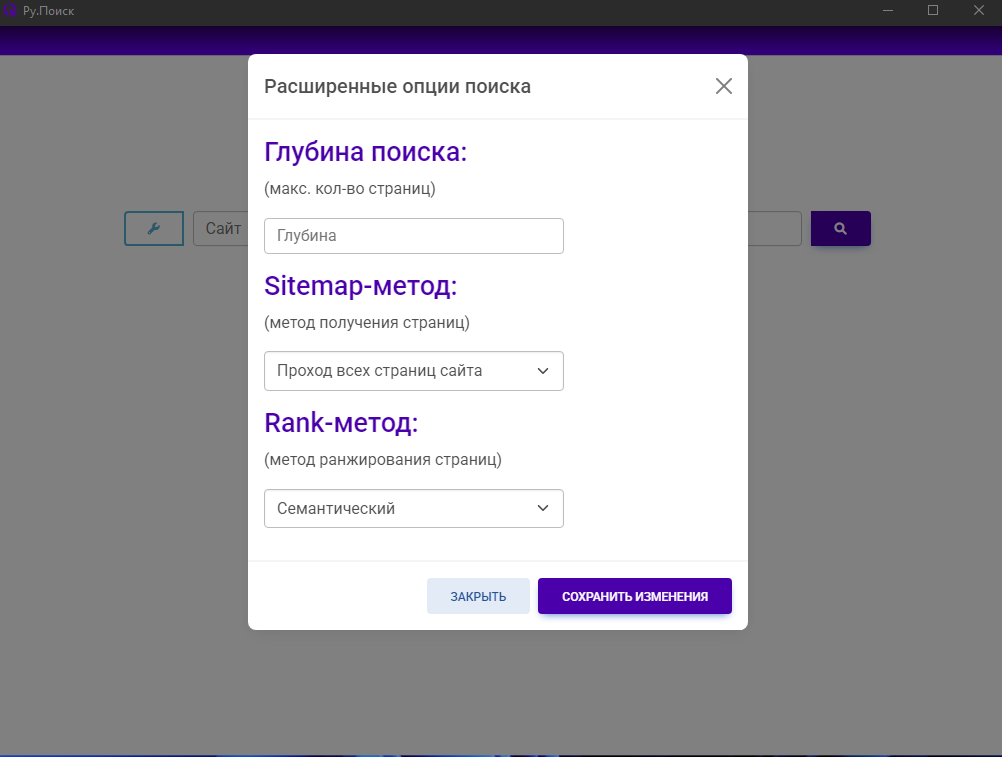 Ру.Поиск
Расширенные опции поиска
Глубина поиска:
(макс. кол-во страниц)
Сайт
Глубина
Sitemap-метод:
(метод получения страниц)
Проход всех страниц сайта
Rank-метод:
(метод ранжирования страниц)
Семантический
ЗАКРЫТЬ СОХРАНИТЬ ИЗМЕНЕНИЯ